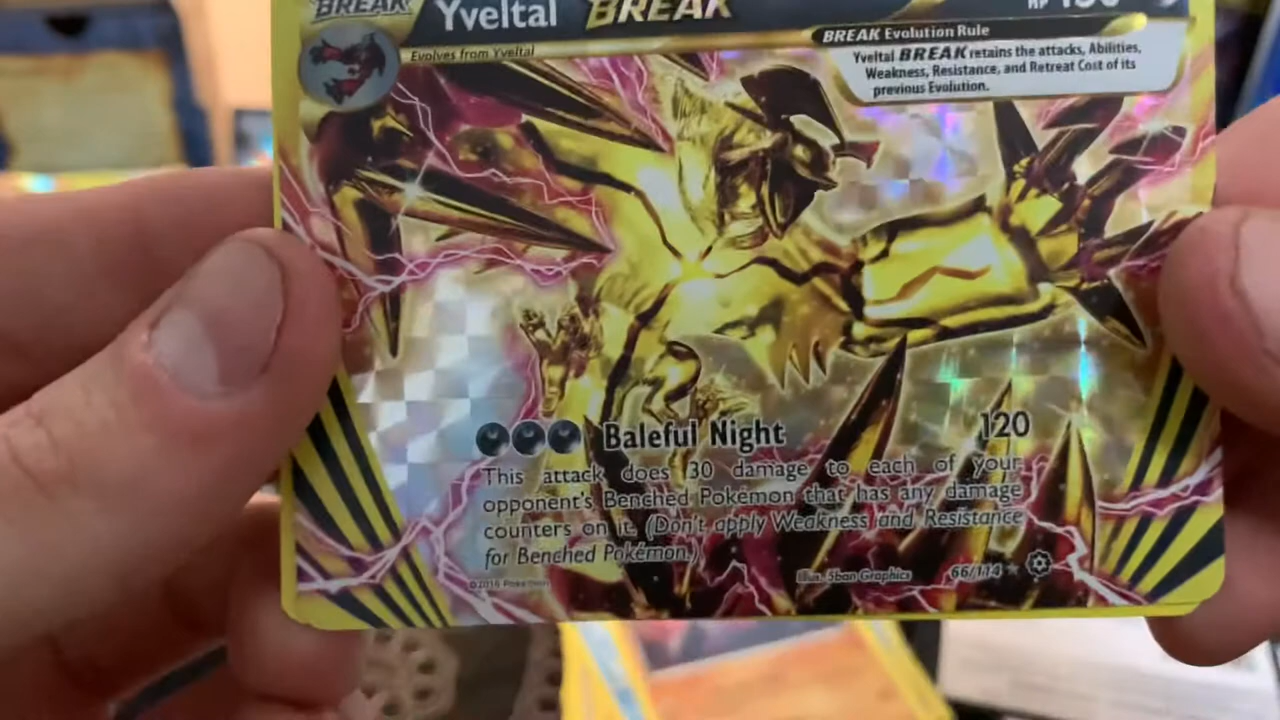 BREAK
Yveltal BREAK
HP
Evolves from Yveltal
BREAK Evolution Rule
Yveltal BREAK retains the attacks, Abilities,
Weakness, Resistance, and Retreat Cost of its
previous Evolution.
Baleful Night 120
This attack does 30 damage to each of your
opponent's Benched Pokémon that has any damage
counters on it. (Don't apply Weakness and Resistance
for Benched Pokémon.)
©2016 Pokémon
Illus. 5ban Graphics
66/114